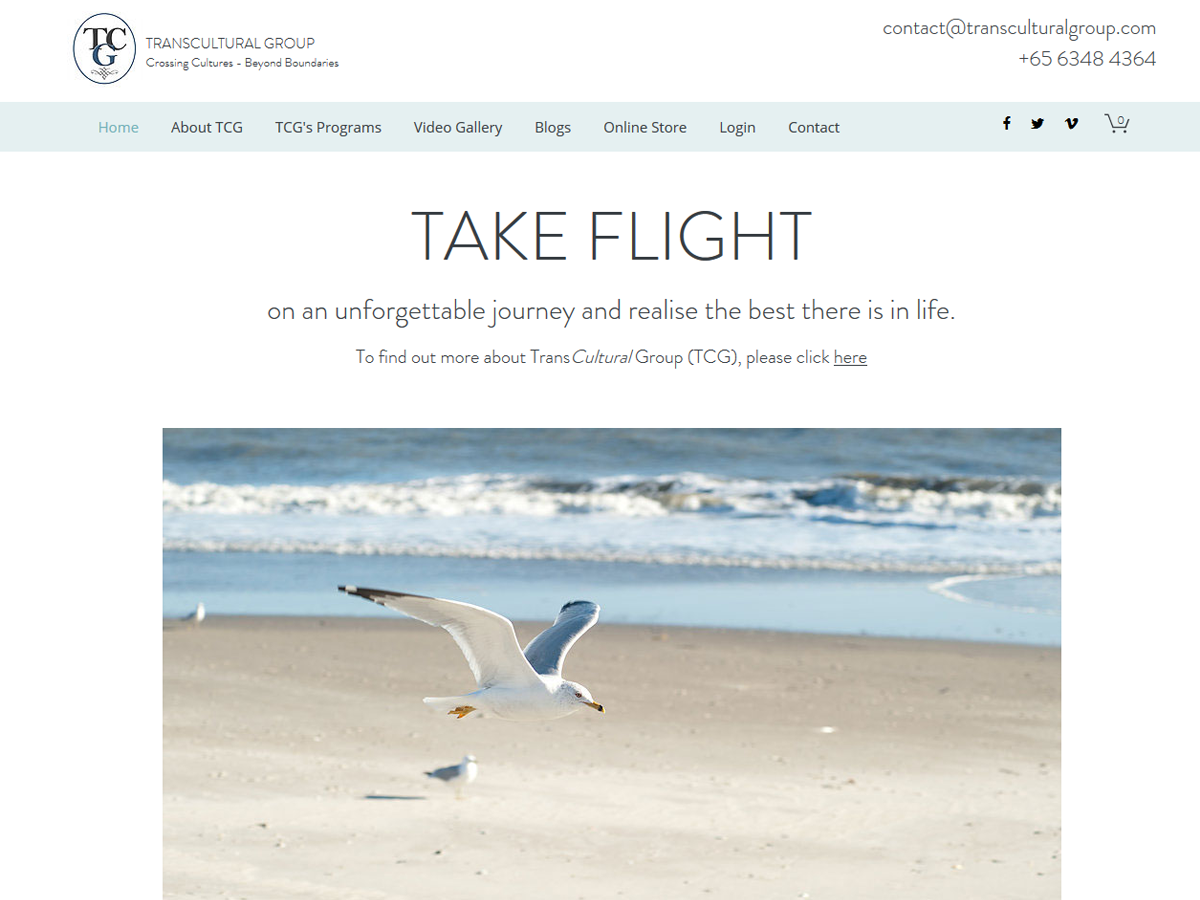 TCG
TRANSCULTURAL GROUP
Crossing Cultures - Beyond Boundaries
contact@transculturalgroup.com
+65 6348 4364
Home About TCG TCG's Programs Video Gallery Blogs Online Store Login Contact 0
TAKE FLIGHT
on an unforgettable journey and realise the best there is in life.
To find out more about TransCultural Group (TCG), please click here